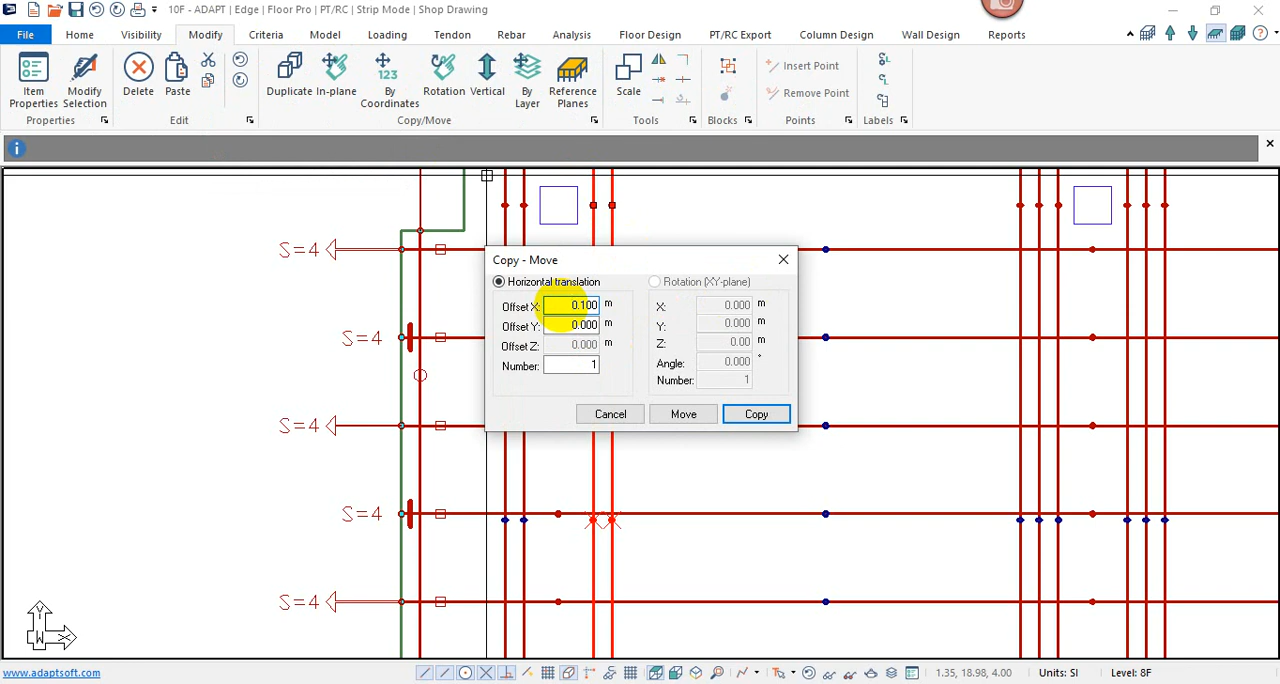 10F - ADAPT | Edge | Floor Pro | PT/RC | Strip Mode | Shop Drawing
File Home Visibility Modify Criteria Model Loading Tendon Rebar Analysis Floor Design PT/RC Export Column Design Wall Design Reports
Item Properties
Modify Selection
Delete
Paste
Duplicate
In-plane
By Coordinates
123
Rotation
Vertical
By Layer
Reference Planes
Scale
Insert Point
Remove Point
Properties Edit Copy/Move Tools Blocks Points Labels
S=4
S=4
S=4
S=4
S=4
Copy - Move
Horizontal translation
Offset X: 0.100 m
Offset Y: 0.000 m
Offset Z: 0.000 m
Number: 1
Rotation (XY-plane)
X: 0.000 m
Y: 0.000 m
Z: 0.00 m
Angle: 0.000 °
Number: 1
Cancel Move Copy
Y
W X
www.adaptsoft.com
1.35, 18.98, 4.00 Units: SI Level: 8F